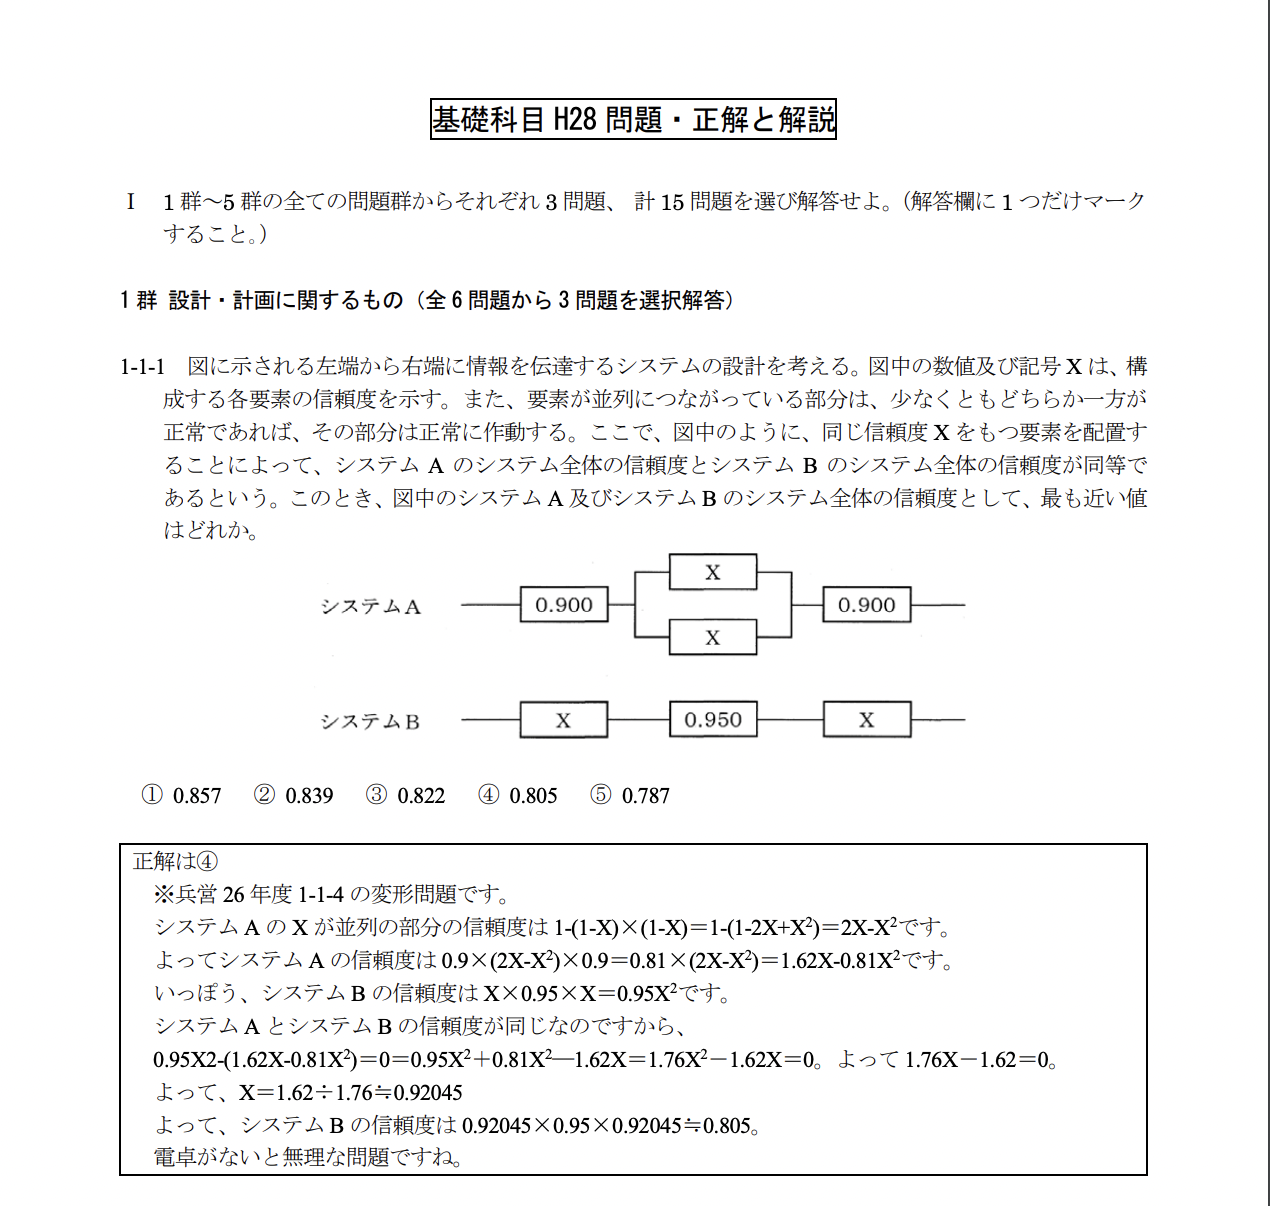 基礎科目 H28 問題・正解と解説
I 1 群～5 群の全ての問題群からそれぞれ 3 問題、 計 15 問題を選び解答せよ。（解答欄に 1 つだけマーク
すること。）
1 群 設計・計画に関するもの（全 6 問題から 3 問題を選択解答）
1-1-1 図に示される左端から右端に情報を伝達するシステムの設計を考える。図中の数値及び記号 X は、構
成する各要素の信頼度を示す。また、要素が並列につながっている部分は、少なくともどちらか一方が
正常であれば、その部分は正常に作動する。ここで、図中のように、同じ信頼度 X をもつ要素を配置す
ることによって、システム A のシステム全体の信頼度とシステム B のシステム全体の信頼度が同等で
あるという。このとき、図中のシステム A 及びシステム B のシステム全体の信頼度として、最も近い値
はどれか。
X
システムA 0.900 0.900
X
システムB X 0.950 X
① 0.857 ② 0.839 ③ 0.822 ④ 0.805 ⑤ 0.787
正解は④
※兵営 26 年度 1-1-4 の変形問題です。
システム A の X が並列の部分の信頼度は 1-(1-X)×(1-X)＝1-(1-2X+X²)＝2X-X²です。
よってシステム A の信頼度は 0.9×(2X-X²)×0.9＝0.81×(2X-X²)＝1.62X-0.81X²です。
いっぽう、システム B の信頼度は X×0.95×X＝0.95X²です。
システム A とシステム B の信頼度が同じなのですから、
0.95X2-(1.62X-0.81X²)＝0＝0.95X²＋0.81X²—1.62X＝1.76X²－1.62X＝0。よって 1.76X－1.62＝0。
よって、X＝1.62÷1.76≒0.92045
よって、システム B の信頼度は 0.92045×0.95×0.92045≒0.805。
電卓がないと無理な問題ですね。